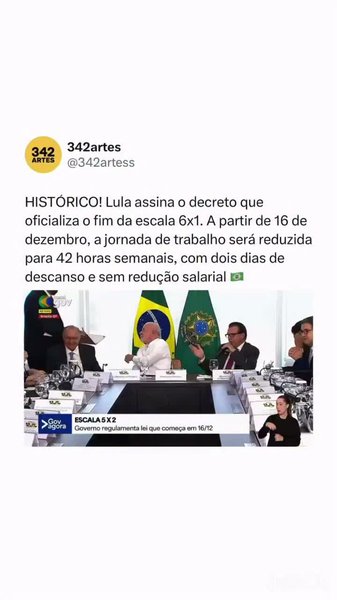 342
ARTES
342artes
@342artess
HISTÓRICO! Lula assina o decreto que
oficializa o fim da escala 6x1. A partir de 16 de
dezembro, a jornada de trabalho será reduzida
para 42 horas semanais, com dois dias de
descanso e sem redução salarial
gov
Gov
agora
ESCALA 5 X 2
Governo regulamenta lei que começa em 16/12